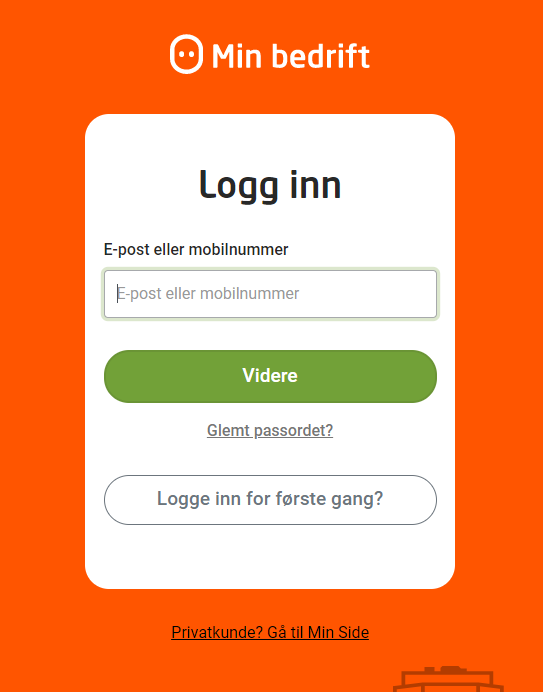 Min bedrift
Logg inn
E-post eller mobilnummer
E-post eller mobilnummer
Videre
Glemt passordet?
Logge inn for første gang?
Privatkunde? Gå til Min Side